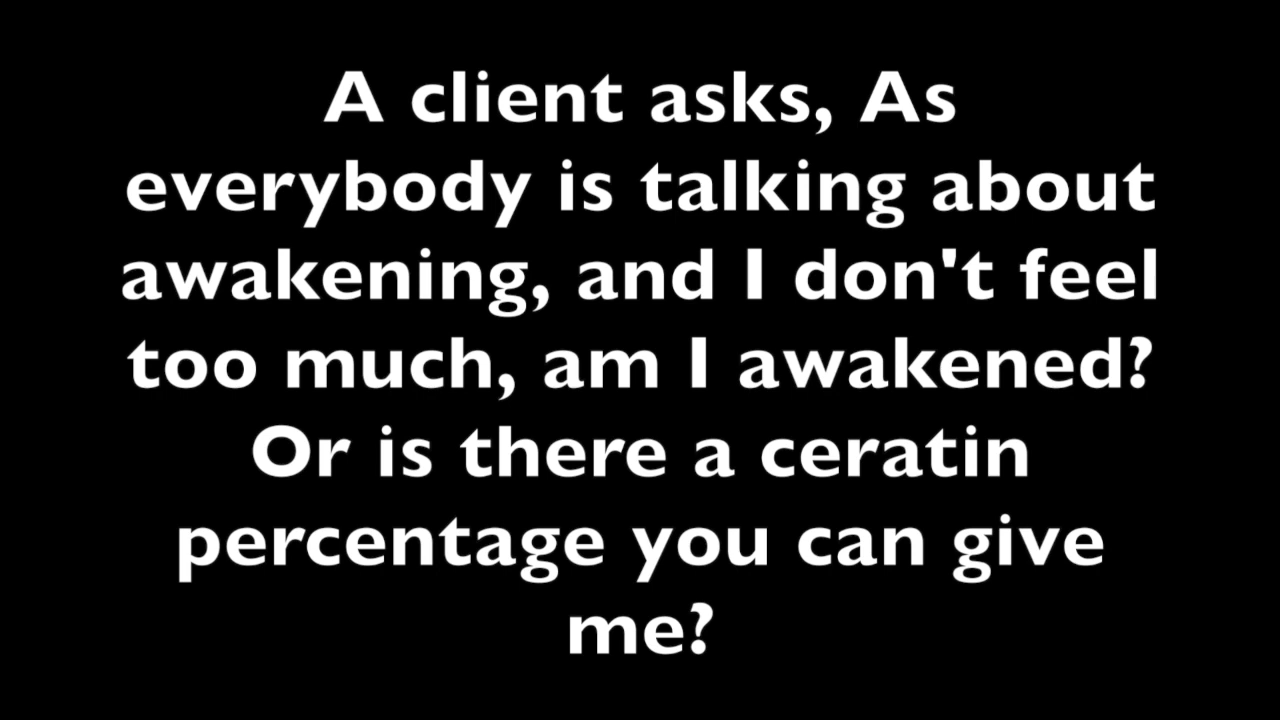 A client asks, As
everybody is talking about
awakening, and I don't feel
too much, am I awakened?
Or is there a ceratin
percentage you can give
me?